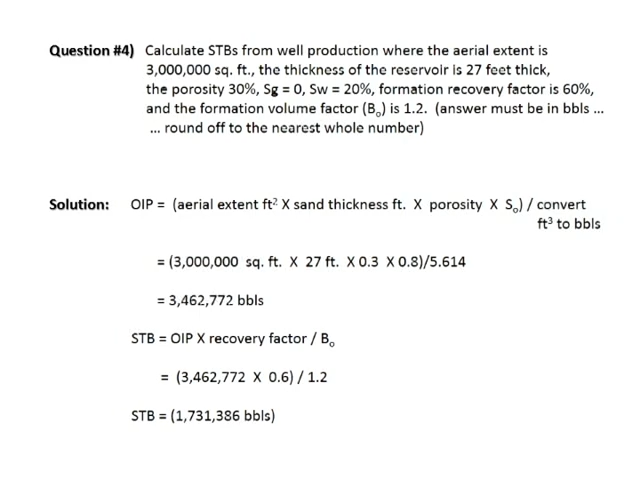 Question #4) Calculate STBs from well production where the aerial extent is
3,000,000 sq. ft., the thickness of the reservoir is 27 feet thick,
the porosity 30%, Sg = 0, Sw = 20%, formation recovery factor is 60%,
and the formation volume factor (Bₒ) is 1.2. (answer must be in bbls ...
... round off to the nearest whole number)
Solution: OIP = (aerial extent ft² X sand thickness ft. X porosity X Sₒ) / convert
ft³ to bbls
= (3,000,000 sq. ft. X 27 ft. X 0.3 X 0.8)/5.614
= 3,462,772 bbls
STB = OIP X recovery factor / Bₒ
= (3,462,772 X 0.6) / 1.2
STB = (1,731,386 bbls)